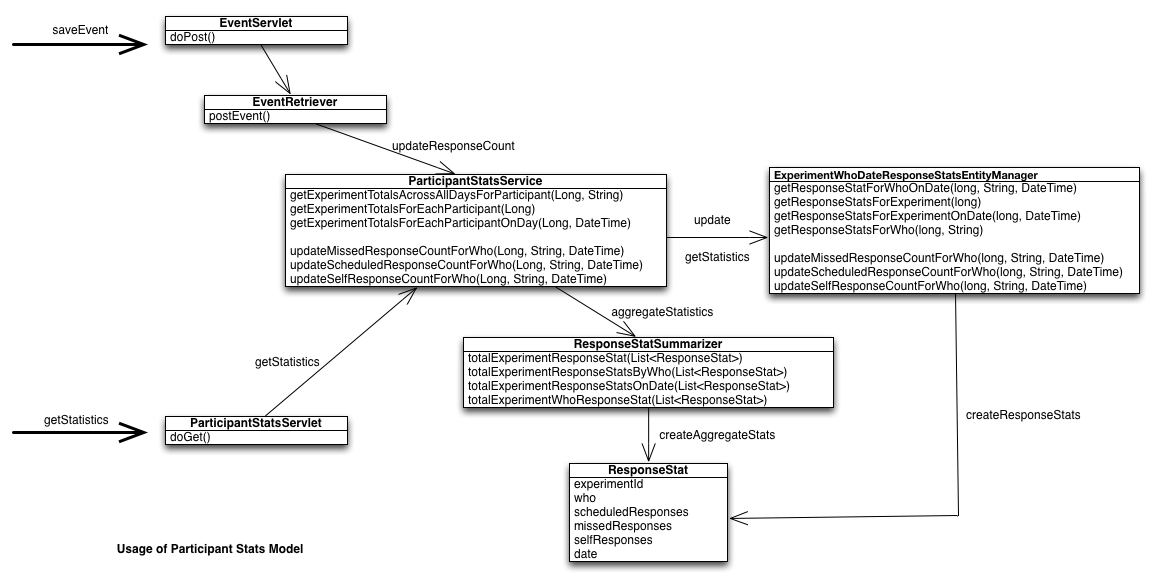 saveEvent
EventServlet
doPost()
EventRetriever
postEvent()
updateResponseCount
ParticipantStatsService
getExperimentTotalsAcrossAllDaysForParticipant(Long, String)
getExperimentTotalsForEachParticipant(Long)
getExperimentTotalsForEachParticipantOnDay(Long, DateTime)
updateMissedResponseCountForWho(Long, String, DateTime)
updateScheduledResponseCountForWho(Long, String, DateTime)
updateSelfResponseCountForWho(Long, String, DateTime)
update
getStatistics
ExperimentWhoDateResponseStatsEntityManager
getResponseStatForWhoOnDate(long, String, DateTime)
getResponseStatsForExperiment(long)
getResponseStatsForExperimentOnDate(long, DateTime)
getResponseStatsForWho(long, String)
updateMissedResponseCountForWho(long, String, DateTime)
updateScheduledResponseCountForWho(long, String, DateTime)
updateSelfResponseCountForWho(long, String, DateTime)
aggregateStatistics
ResponseStatSummarizer
totalExperimentResponseStat(List<ResponseStat>)
totalExperimentResponseStatsByWho(List<ResponseStat>)
totalExperimentResponseStatsOnDate(List<ResponseStat>)
totalExperimentWhoResponseStat(List<ResponseStat>)
getStatistics
getStatistics
ParticipantStatsServlet
doGet()
createAggregateStats
createResponseStats
ResponseStat
experimentId
who
scheduledResponses
missedResponses
selfResponses
date
Usage of Participant Stats Model